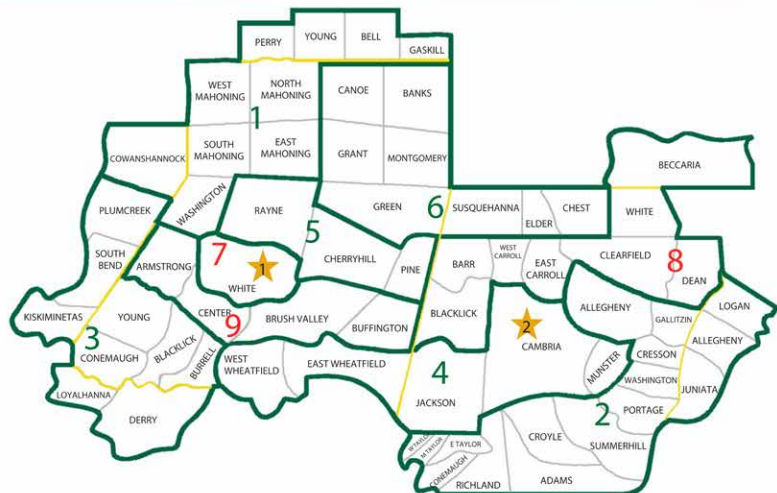 PERRY
YOUNG
BELL
GASKILL
WEST
MAHONING
NORTH
MAHONING
CANOE
BANKS
1
COWANSHANNOCK
SOUTH
MAHONING
EAST
MAHONING
GRANT
MONTGOMERY
BECCARIA
PLUMCREEK
WASHINGTON
RAYNE
GREEN
6
SUSQUEHANNA
ELDER
CHEST
WHITE
5
SOUTH
BEND
ARMSTRONG
7
1
WHITE
CHERRYHILL
PINE
BARR
WEST
CARROLL
EAST
CARROLL
CLEARFIELD
8
DEAN
KISKIMINETAS
YOUNG
CENTER
9
BRUSH VALLEY
BUFFINGTON
BLACKLICK
2
CAMBRIA
ALLEGHENY
GALLITZIN
LOGAN
ALLEGHENY
3
CONEMAUGH
BLACKLICK
BURRELL
WEST
WHEATFIELD
EAST WHEATFIELD
4
JACKSON
MUNSTER
CRESSON
WASHINGTON
JUNIATA
LOYALHANNA
DERRY
2
PORTAGE
SUMMERHILL
CROYLE
W TAYLOR
M TAYLOR
E TAYLOR
CONEMAUGH
RICHLAND
ADAMS